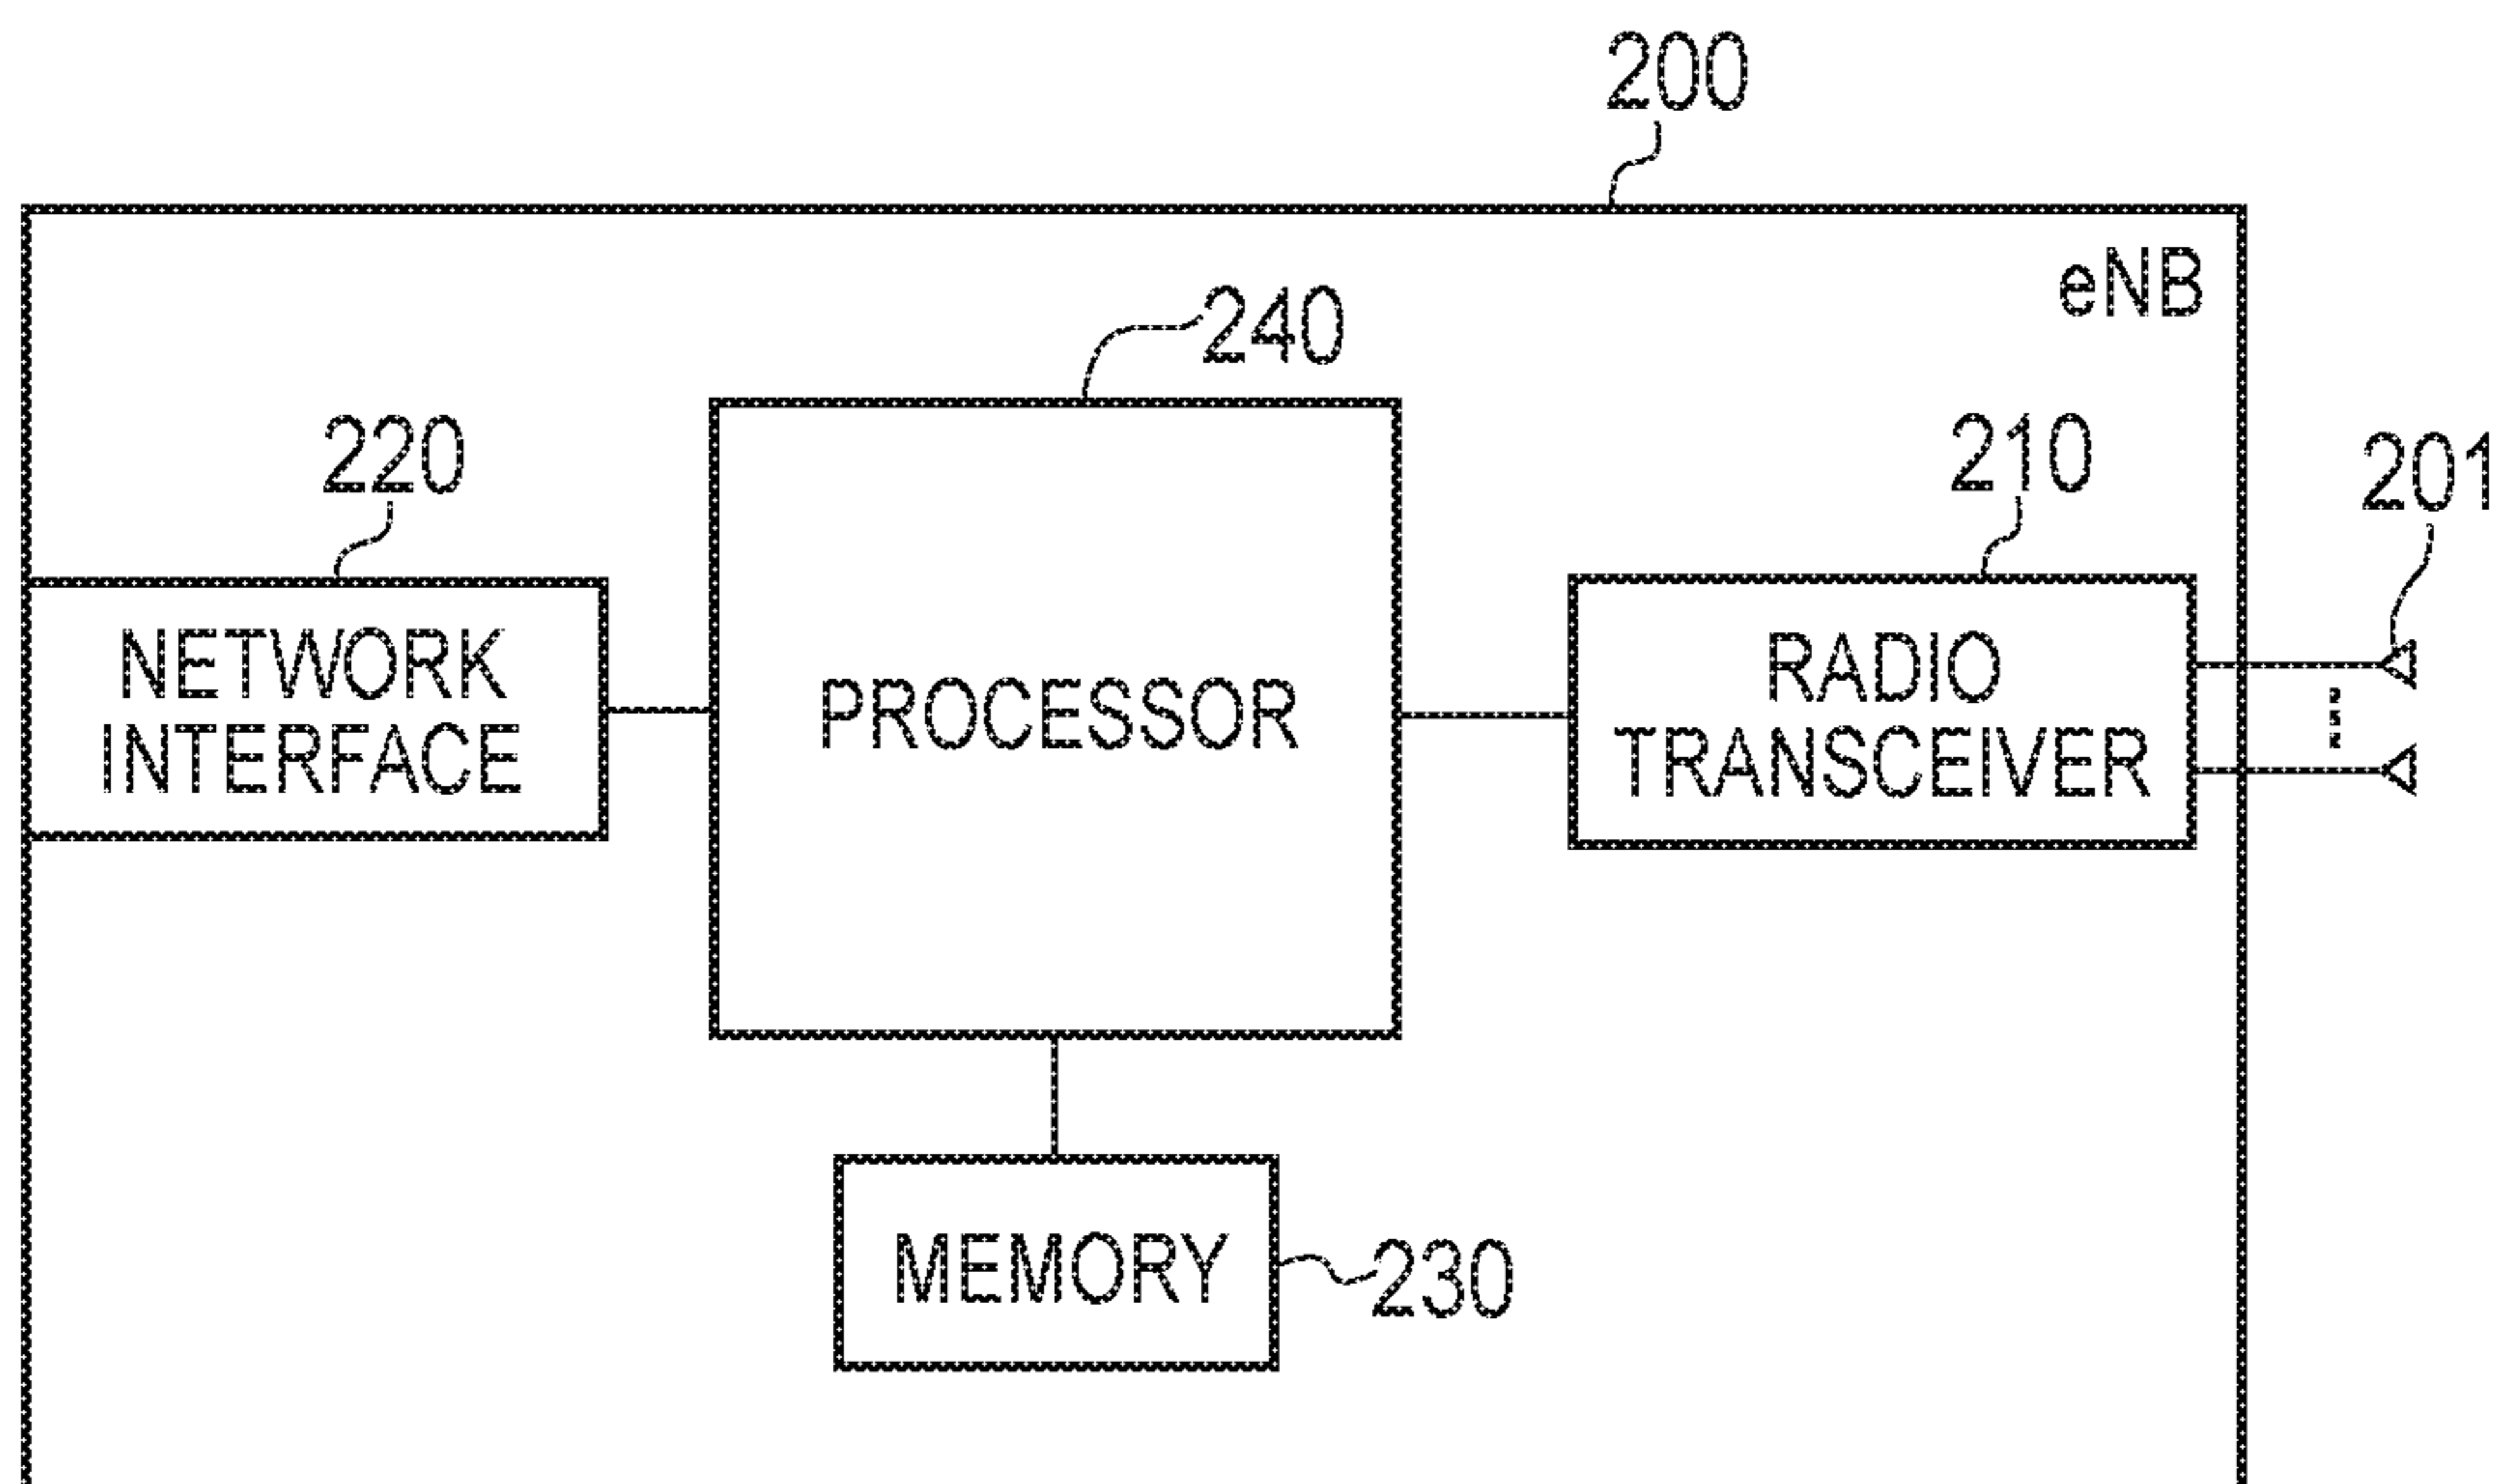 200
eNB
240
220
210
201
NETWORK
INTERFACE
PROCESSOR
RADIO
TRANSCEIVER
MEMORY
230